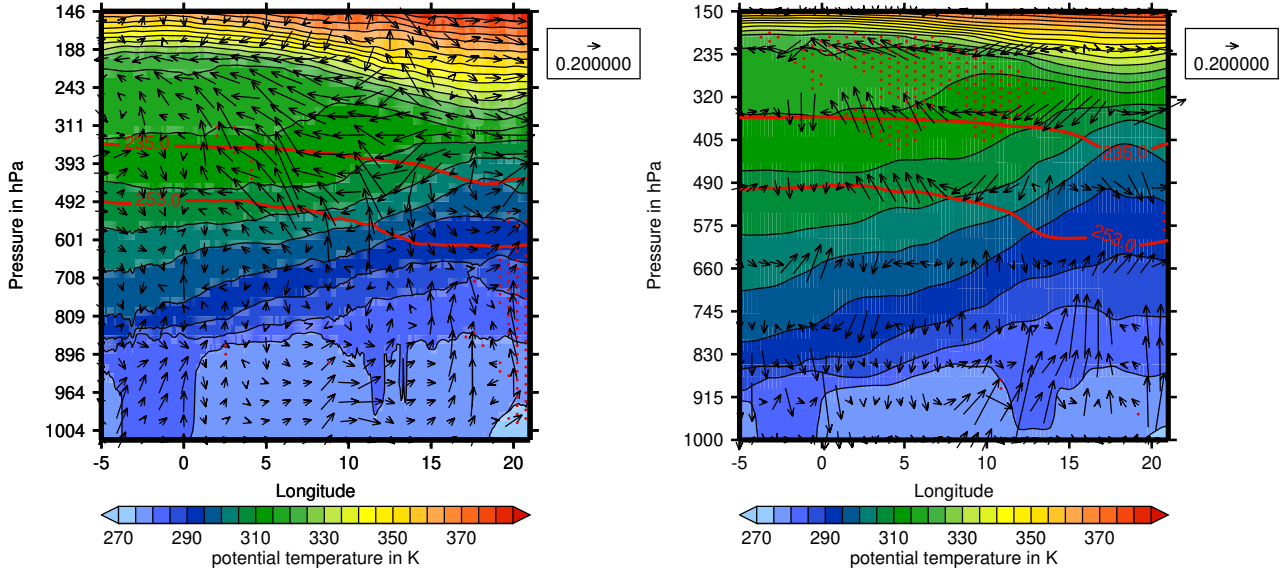 146
188
243
311
393
492
601
708
809
896
964
1004
Pressure in hPa
-5 0 5 10 15 20
Longitude
235.0
253.0
0.200000
270 290 310 330 350 370
potential temperature in K
150
235
320
405
490
575
660
745
830
915
1000
Pressure in hPa
-5 0 5 10 15 20
Longitude
235.0
253.0
0.200000
270 290 310 330 350 370
potential temperature in K